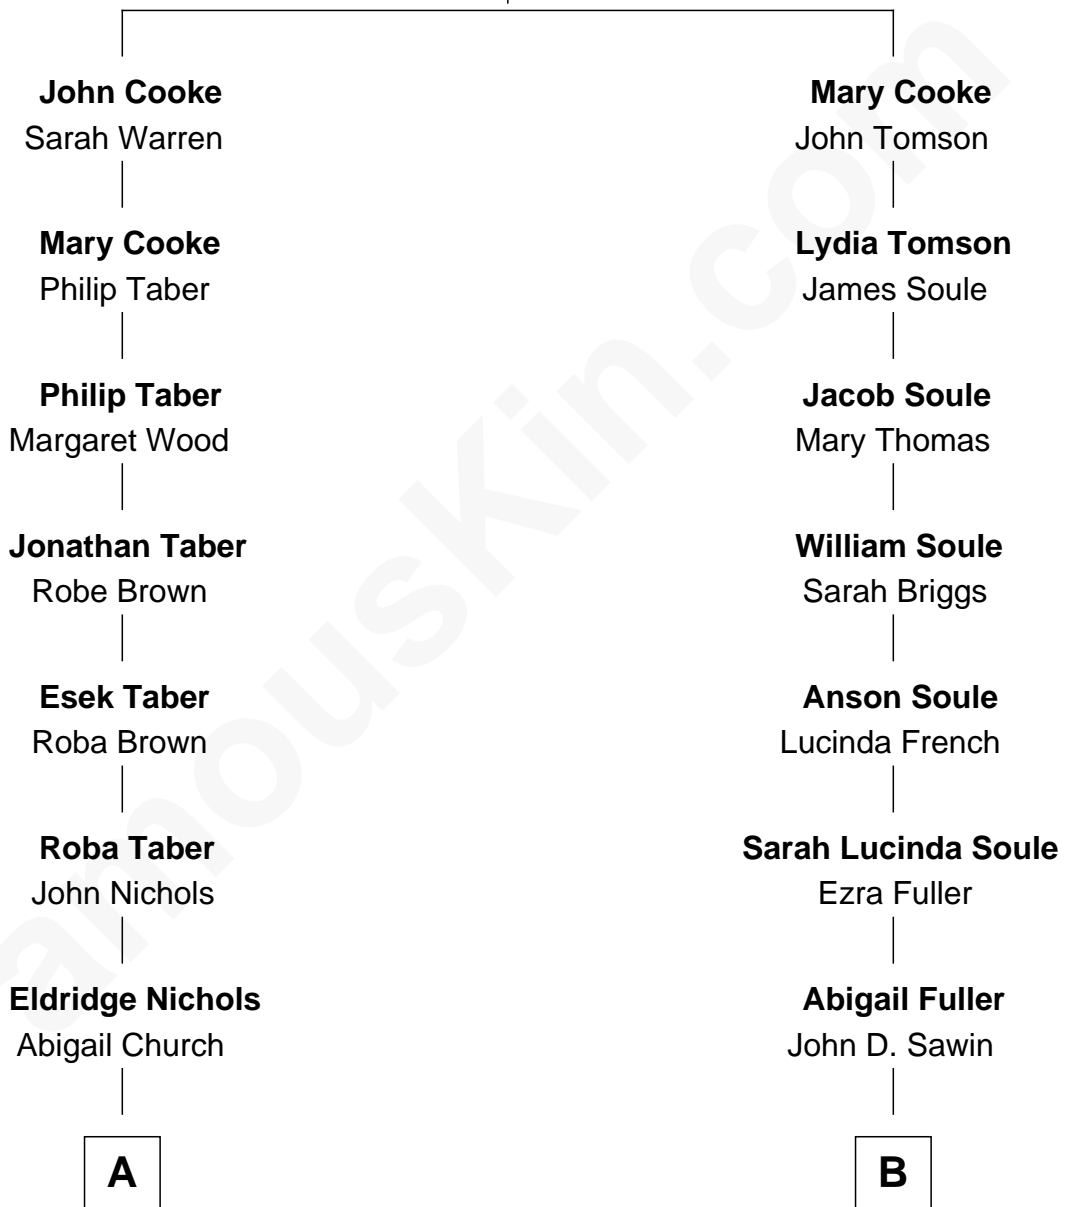 John Cooke
Sarah Warren
Mary Cooke
Philip Taber
Philip Taber
Margaret Wood
Jonathan Taber
Robe Brown
Esek Taber
Roba Brown
Roba Taber
John Nichols
Eldridge Nichols
Abigail Church
A
Mary Cooke
John Tomson
Lydia Tomson
James Soule
Jacob Soule
Mary Thomas
William Soule
Sarah Briggs
Anson Soule
Lucinda French
Sarah Lucinda Soule
Ezra Fuller
Abigail Fuller
John D. Sawin
B
amousKin.com